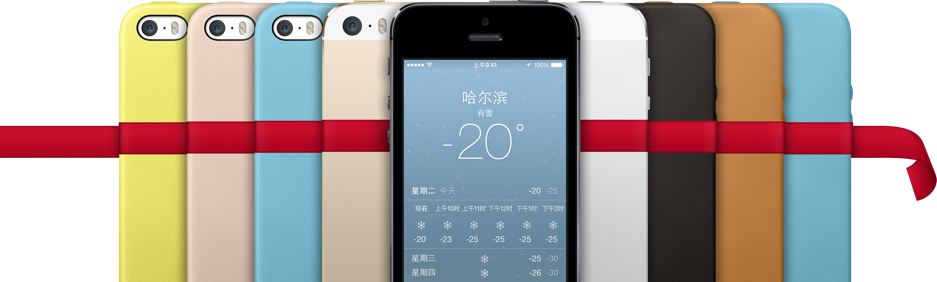 上午9:41 100%
哈尔滨
有雪
-20°
星期二 今天 -20 -25
现在 上午10时 上午11时 下午12时 下午1时 下午2时
-20 -23 -25 -25 -25 -25
星期三 -25 -30
星期四 -26 -30